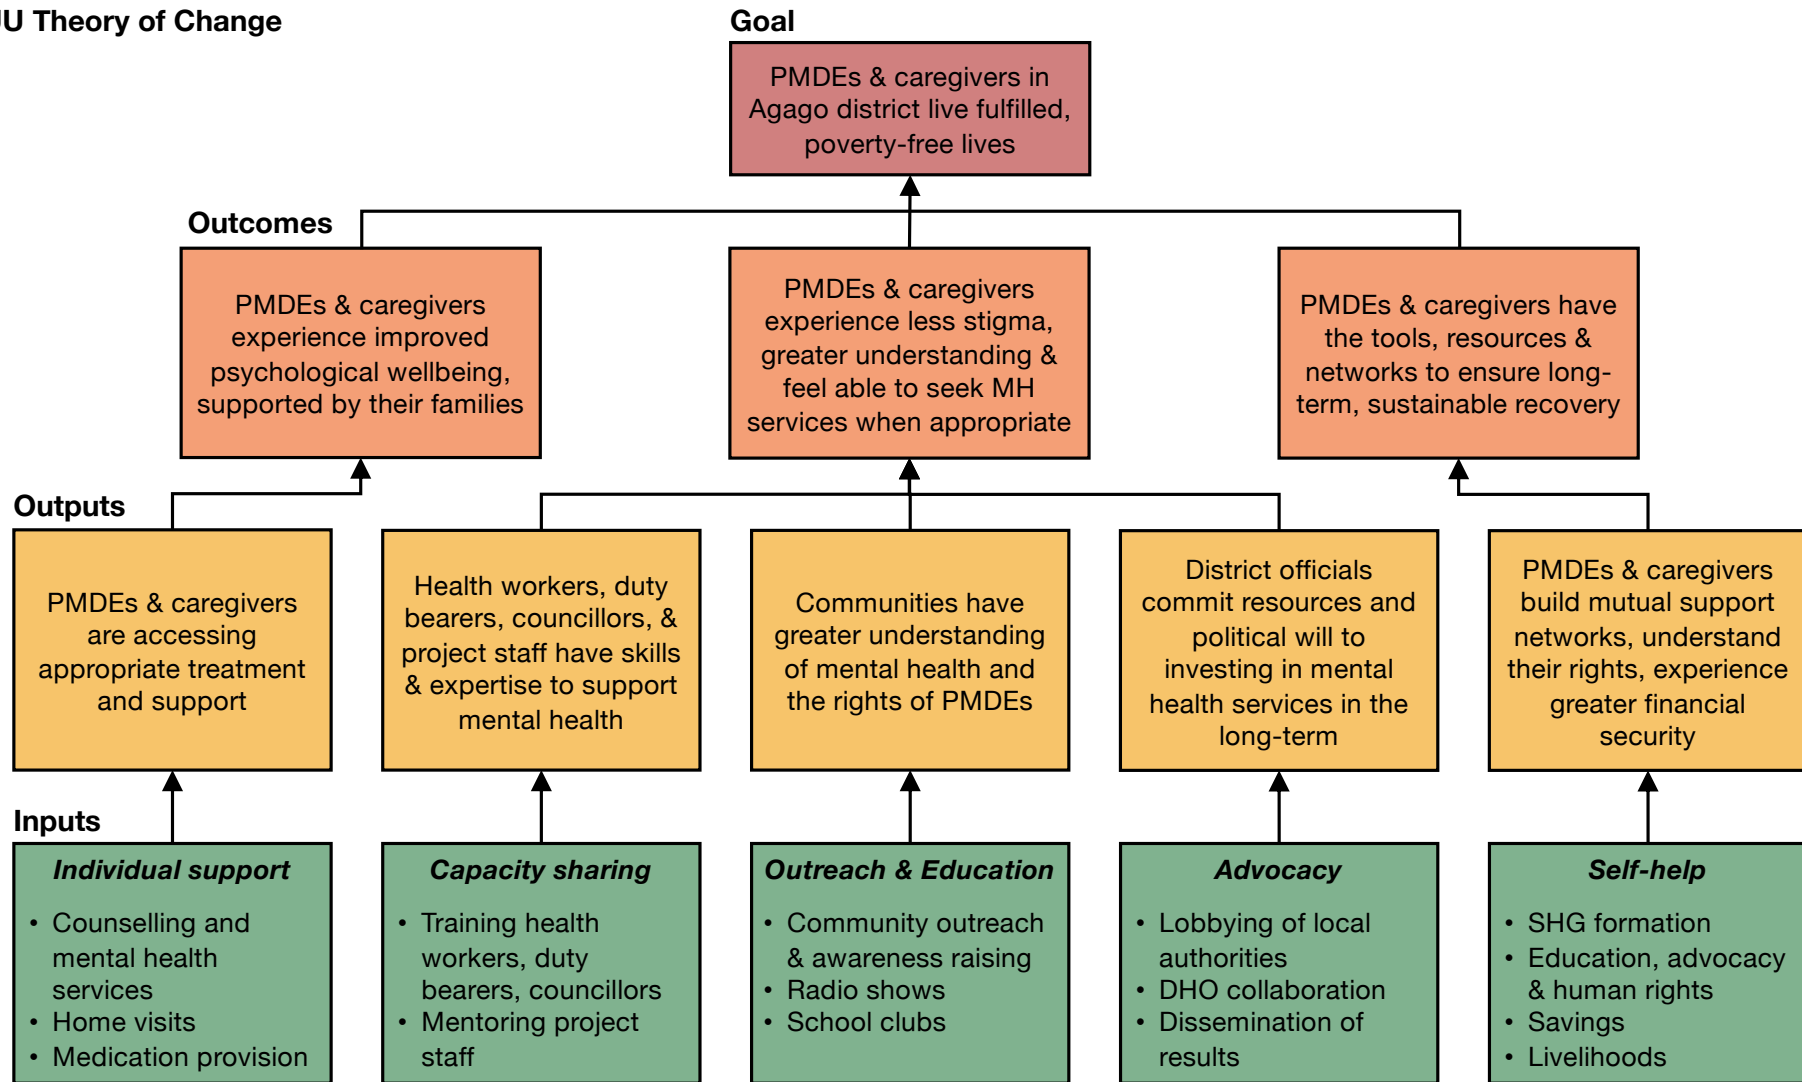 JU Theory of Change
Goal
PMDEs & caregivers in
Agago district live fulfilled,
poverty-free lives
Outcomes
PMDEs & caregivers
experience improved
psychological wellbeing,
supported by their families
PMDEs & caregivers
experience less stigma,
greater understanding &
feel able to seek MH
services when appropriate
PMDEs & caregivers have
the tools, resources &
networks to ensure long-
term, sustainable recovery
Outputs
PMDEs & caregivers
are accessing
appropriate treatment
and support
Health workers, duty
bearers, councillors, &
project staff have skills
& expertise to support
mental health
Communities have
greater understanding
of mental health and
the rights of PMDEs
District officials
commit resources and
political will to
investing in mental
health services in the
long-term
PMDEs & caregivers
build mutual support
networks, understand
their rights, experience
greater financial
security
Inputs
Individual support
• Counselling and
mental health
services
• Home visits
• Medication provision
Capacity sharing
• Training health
workers, duty
bearers, councillors
• Mentoring project
staff
Outreach & Education
• Community outreach
& awareness raising
• Radio shows
• School clubs
Advocacy
• Lobbying of local
authorities
• DHO collaboration
• Dissemination of
results
Self-help
• SHG formation
• Education, advocacy
& human rights
• Savings
• Livelihoods